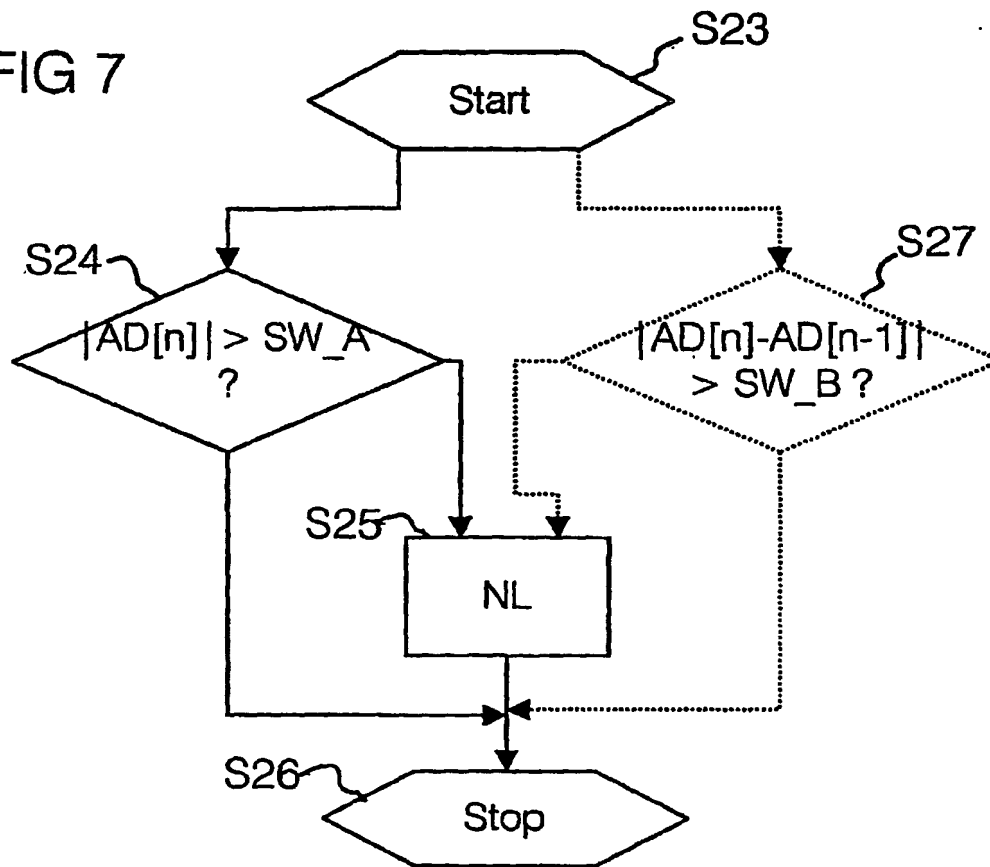 FIG 7
S23
Start
S24
S27
|AD[n]| > SW_A
?
|AD[n]-AD[n-1]|
> SW_B ?
S25
NL
S26
Stop